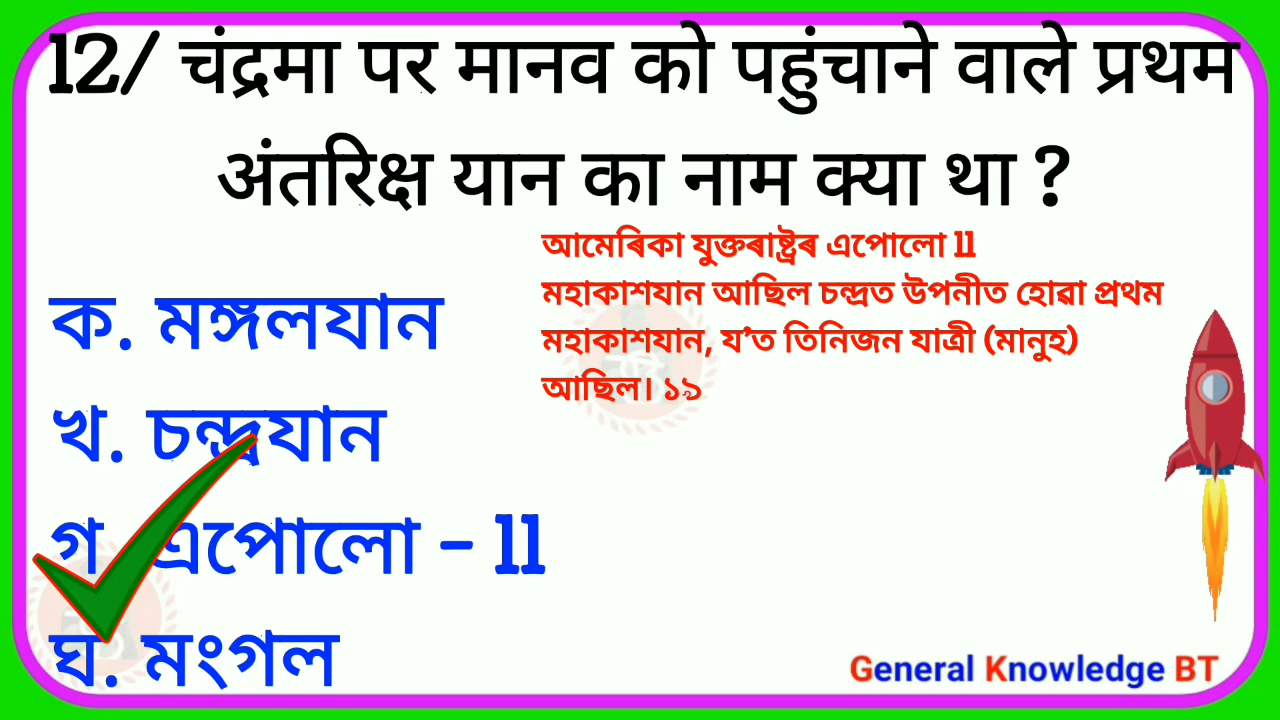 12/ चंद्रमा पर मानव को पहुंचाने वाले प्रथम
अंतरिक्ष यान का नाम क्या था ?
আমেৰিকা যুক্তৰাষ্ট্ৰৰ এপোলো 11
মহাকাশযান আছিল চন্দ্ৰত উপনীত হোৱা প্ৰথম
মহাকাশযান, য’ত তিনিজন যাত্ৰী (মানুহ)
আছিল। ১৯
ক. মঙ্গলযান
খ. চন্দ্ৰযান
গ. এপোলো - 11
ঘ. মংগল
General Knowledge BT